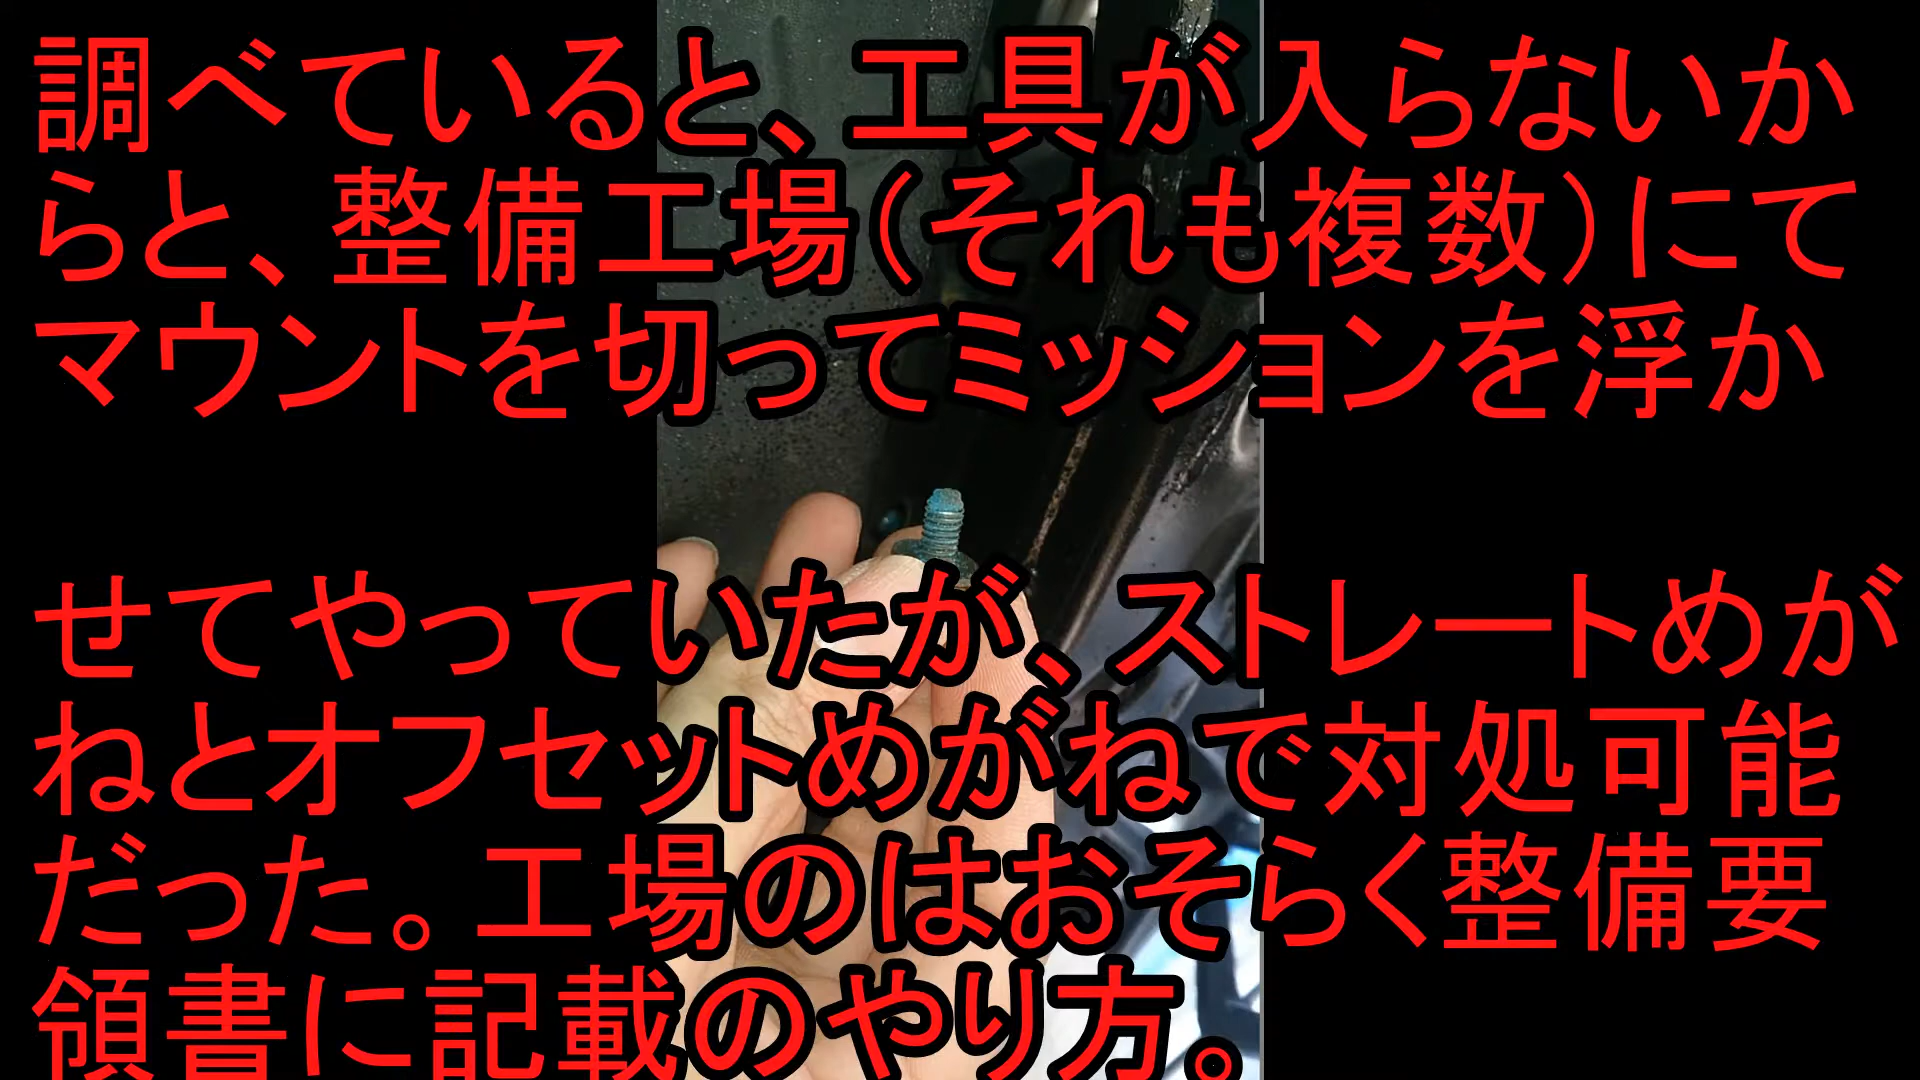 調べていると、工具が入らないか
らと、整備工場(それも複数)にて
マウントを切ってミッションを浮か
せてやっていたが、ストレートめが
ねとオフセットめがねで対処可能
だった。工場のはおそらく整備要
領書に記載のやり方。